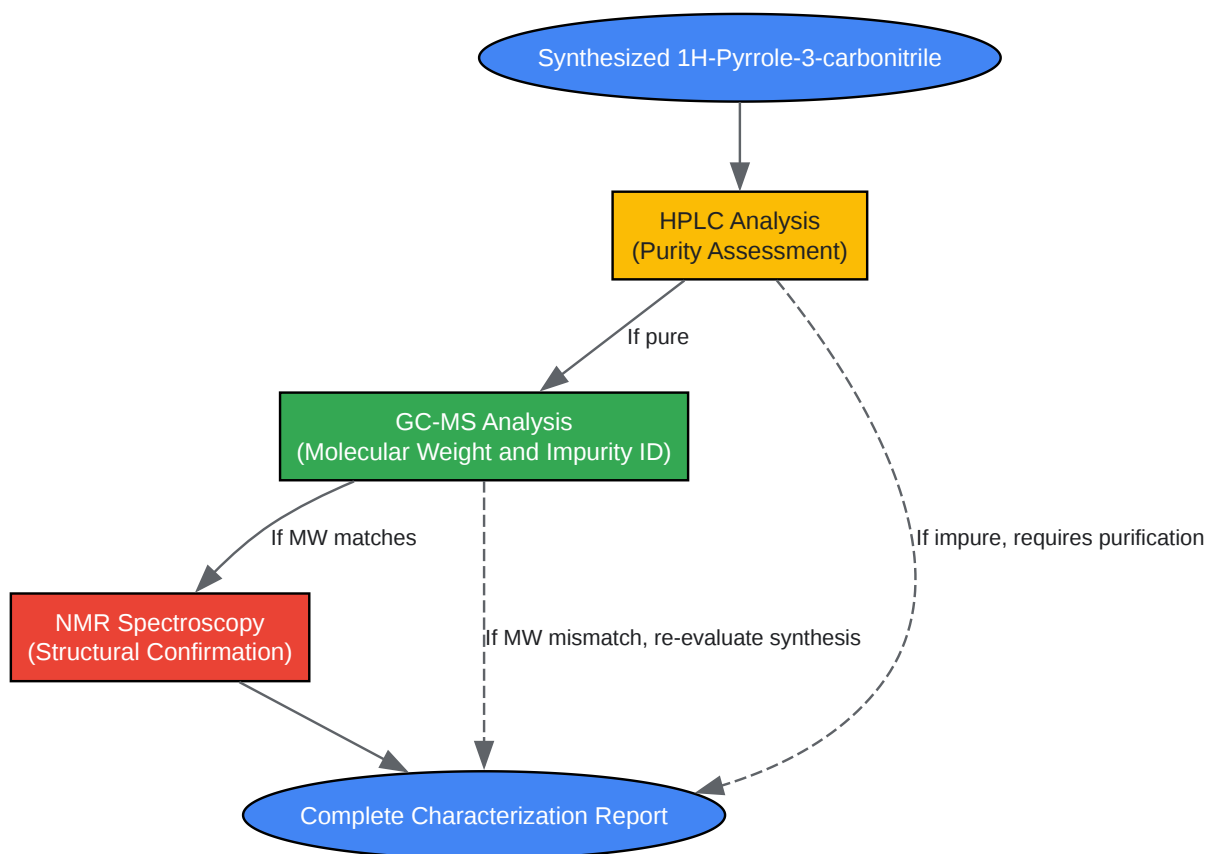 Synthesized 1H-Pyrrole-3-carbonitrile
HPLC Analysis
(Purity Assessment)
If pure
GC-MS Analysis
(Molecular Weight and Impurity ID)
If MW matches
If impure, requires purification
NMR Spectroscopy
(Structural Confirmation)
If MW mismatch, re-evaluate synthesis
Complete Characterization Report